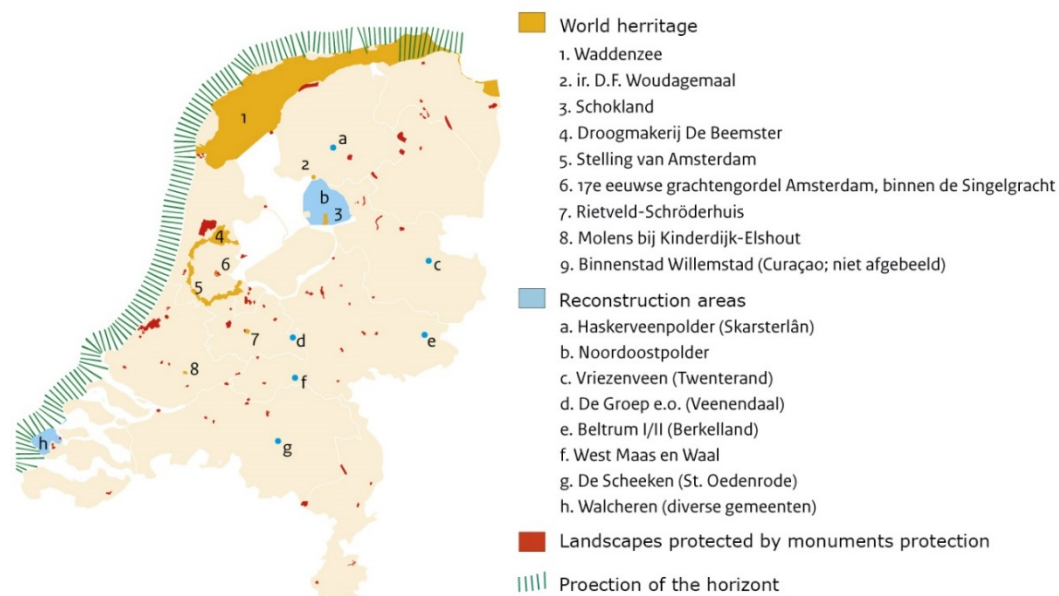 1
a
2
b
3
4
6
5
c
7
d
e
8
f
h
g
World herritage
1. Waddenzee
2. ir. D.F. Woudagemaal
3. Schokland
4. Droogmakerij De Beemster
5. Stelling van Amsterdam
6. 17e eeuwse grachtengordel Amsterdam, binnen de Singelgracht
7. Rietveld-Schröderhuis
8. Molens bij Kinderdijk-Elshout
9. Binnenstad Willemstad (Curaçao; niet afgebeeld)
Reconstruction areas
a. Haskerveenpolder (Skarsterlân)
b. Noordoostpolder
c. Vriezenveen (Twenterand)
d. De Groep e.o. (Veenendaal)
e. Beltrum I/II (Berkelland)
f. West Maas en Waal
g. De Scheeken (St. Oedenrode)
h. Walcheren (diverse gemeenten)
Landscapes protected by monuments protection
Proection of the horizont